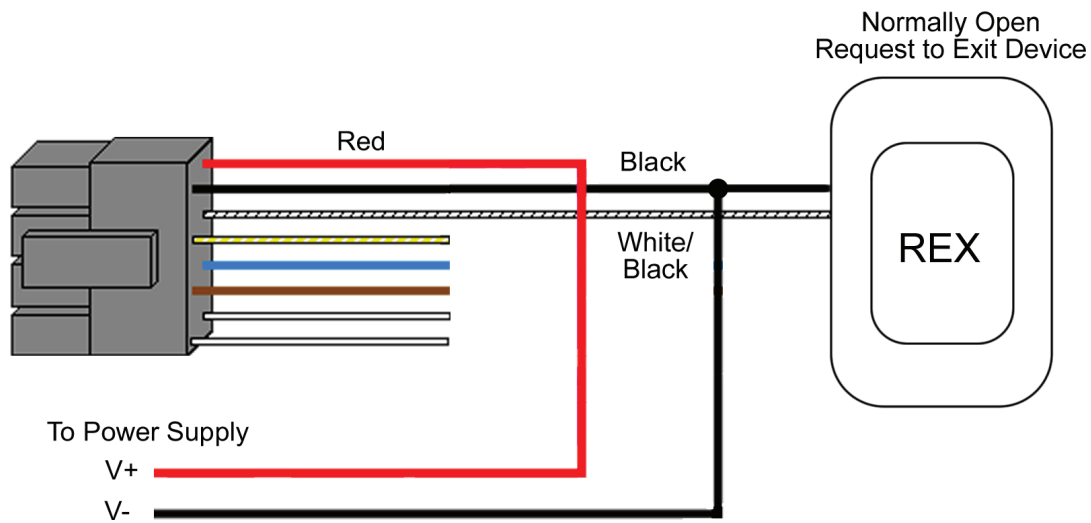 Normally Open
Request to Exit Device
Red
Black
White/
Black
REX
To Power Supply
V+
V-